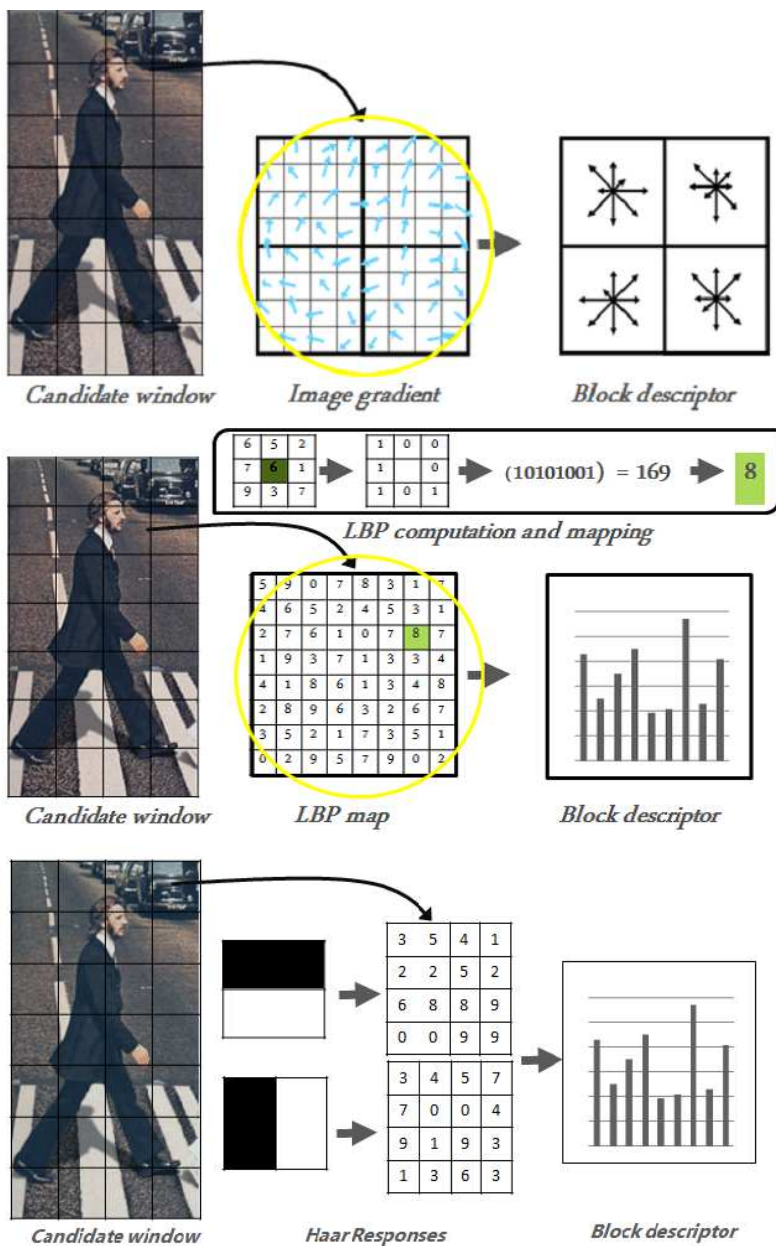 Candidate window Image gradient Block descriptor
6 5 2
7 6 1
9 3 7
1 0 0
1 0
1 0 1
(10101001) = 169
8
LBP computation and mapping
5 9 0 7 8 3 1 7
4 6 5 2 4 5 3 1
2 7 6 1 0 7 8 7
1 9 3 7 1 3 3 4
4 1 8 6 1 3 4 8
2 8 9 6 3 2 6 7
3 5 2 1 7 3 5 1
0 2 9 5 7 9 0 2
Candidate window LBP map Block descriptor
3 5 4 1
2 2 5 2
6 8 8 9
0 0 9 9
3 4 5 7
7 0 0 4
9 1 9 3
1 3 6 3
Candidate window Haar Responses Block descriptor